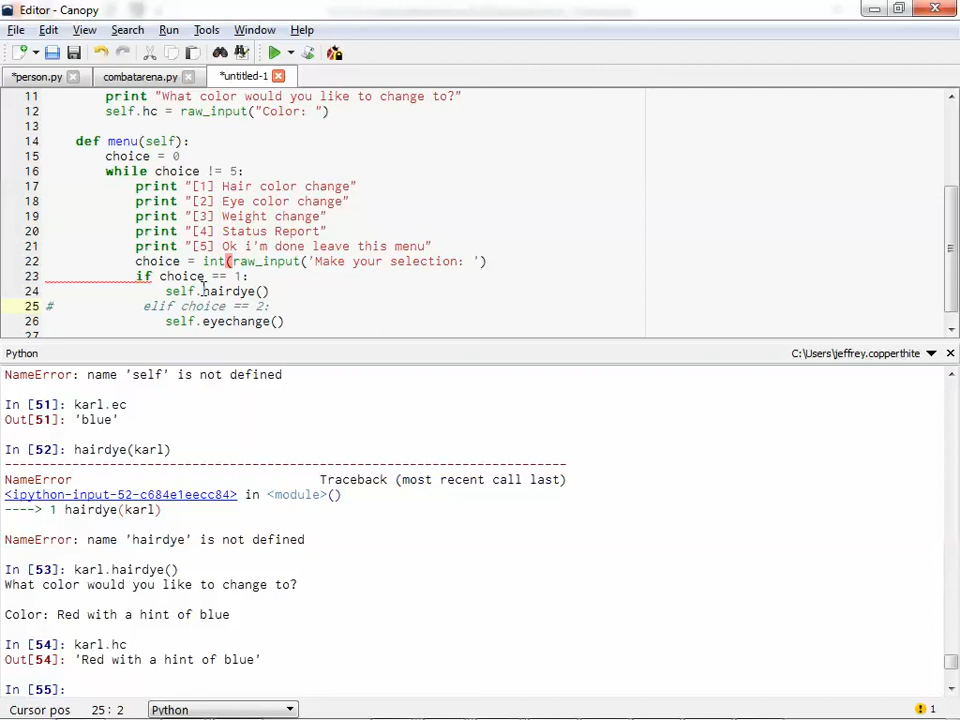 Editor - Canopy
File Edit View Search Run Tools Window Help
*person.py combatarena.py *untitled-1
11 print "What color would you like to change to?"
12 self.hc = raw_input("Color: ")
13
14 def menu(self):
15 choice = 0
16 while choice != 5:
17 print "[1] Hair color change"
18 print "[2] Eye color change"
19 print "[3] Weight change"
20 print "[4] Status Report"
21 print "[5] Ok i'm done leave this menu"
22 choice = int(raw_input('Make your selection: ')
23 if choice == 1:
24 self.hairdye()
25 # elif choice == 2:
26 self.eyechange()
27
Python C:\Users\jeffrey.copperthite
NameError: name 'self' is not defined
In [51]: karl.ec
Out[51]: 'blue'
In [52]: hairdye(karl)
---------------------------------------------------------------------------
NameError Traceback (most recent call last)
<ipython-input-52-c684e1eecc84> in <module>()
----> 1 hairdye(karl)
NameError: name 'hairdye' is not defined
In [53]: karl.hairdye()
What color would you like to change to?
Color: Red with a hint of blue
In [54]: karl.hc
Out[54]: 'Red with a hint of blue'
In [55]:
Cursor pos 25: 2 Python 1